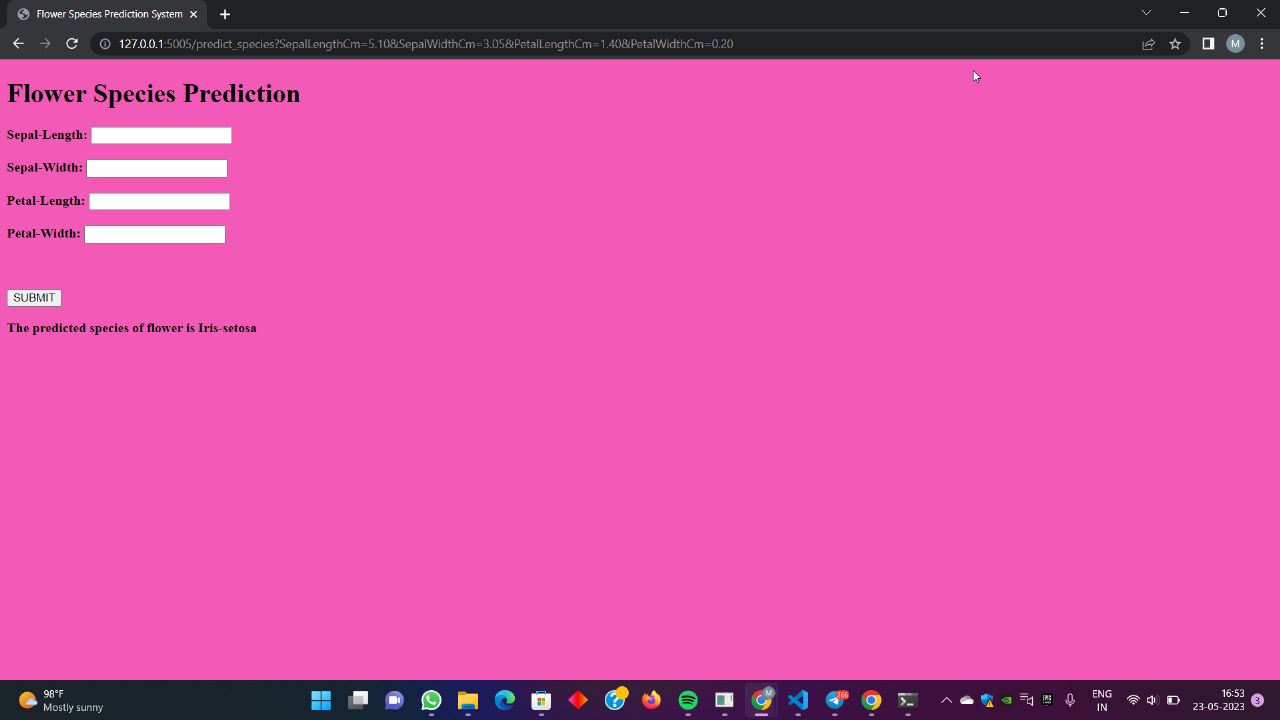 Flower Species Prediction System
127.0.0.1:5005/predict_species?SepalLengthCm=5.10&SepalWidthCm=3.05&PetalLengthCm=1.40&PetalWidthCm=0.20
M
Flower Species Prediction
Sepal-Length:
Sepal-Width:
Petal-Length:
Petal-Width:
SUBMIT
The predicted species of flower is Iris-setosa
98°F
Mostly sunny
M
266
ENG
IN
16:53
23-05-2023
3